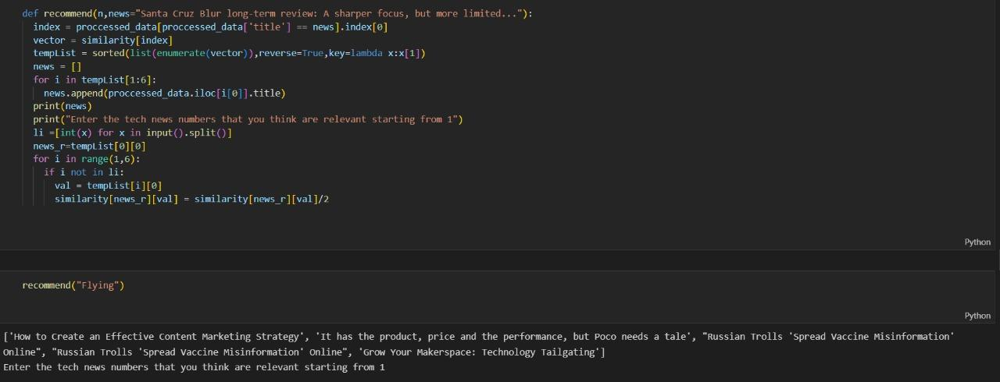 def recommend(n,news="Santa Cruz Blur long-term review: A sharper focus, but more limited..."):
index = proccessed_data[proccessed_data['title'] == news].index[0]
vector = similarity[index]
tempList = sorted(list(enumerate(vector)),reverse=True,key=lambda x:x[1])
news = []
for i in tempList[1:6]:
news.append(proccessed_data.iloc[i[0]].title)
print(news)
print("Enter the tech news numbers that you think are relevant starting from 1")
li =[int(x) for x in input().split()]
news_r=tempList[0][0]
for i in range(1,6):
if i not in li:
val = tempList[i][0]
similarity[news_r][val] = similarity[news_r][val]/2
Python
recommend("Flying")
Python
['How to Create an Effective Content Marketing Strategy', 'It has the product, price and the performance, but Poco needs a tale', "Russian Trolls 'Spread Vaccine Misinformation'
Online", "Russian Trolls 'Spread Vaccine Misinformation' Online", 'Grow Your Makerspace: Technology Tailgating']
Enter the tech news numbers that you think are relevant starting from 1